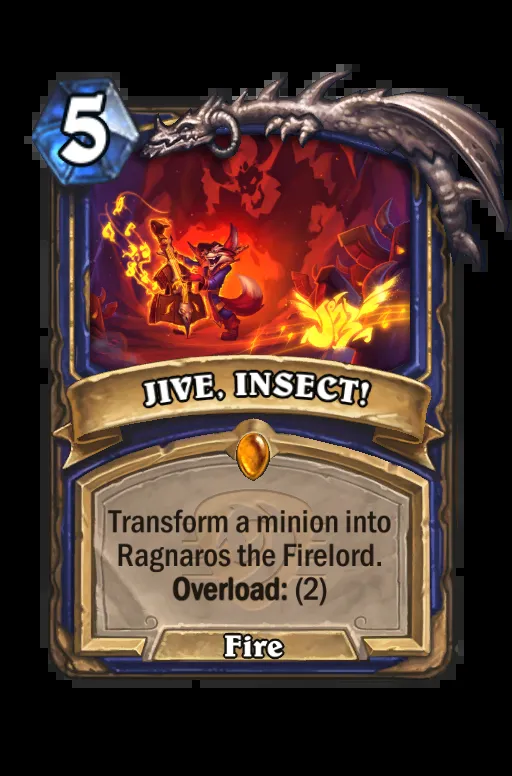 5
JIVE, INSECT!
Transform a minion into
Ragnaros the Firelord.
Overload: (2)
Fire